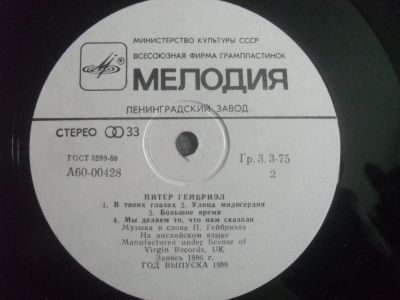 МИНИСТЕРСТВО КУЛЬТУРЫ СССР
ВСЕСОЮЗНАЯ ФИРМА ГРАМПЛАСТИНОК
МЕЛОДИЯ
ЛЕНИНГРАДСКИЙ ЗАВОД
СТЕРЕО 33
ГОСТ 5289-88
Гр. 3. 3-75
А60-00428
2
ПИТЕР ГЕЙБРИЭЛ
1. В твоих глазах 2. Улица милосердия
3. Большое время
4. Мы делаем то, что нам сказали
Музыка и слова П. Гейбриэла
На английском языке
Manufactured under license of
Virgin Records, UK
Запись 1986 г.
ГОД ВЫПУСКА 1989